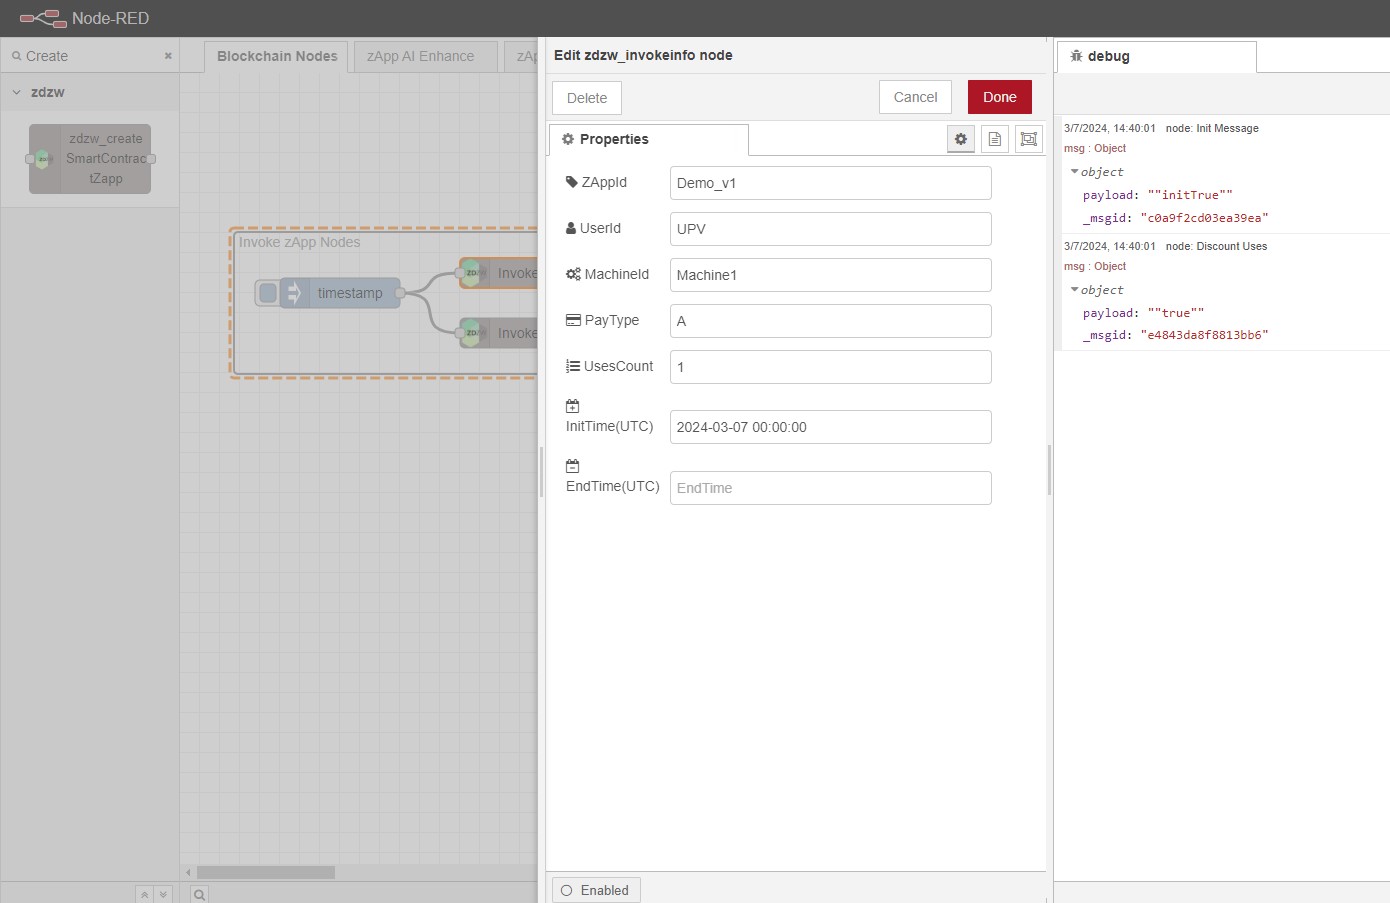 Node-RED
Create
zdzw
zdzw_create
SmartContrac
tZapp
Blockchain Nodes
zApp AI Enhance
zAp
Invoke zApp Nodes
timestamp
Invoke
Invoke
Edit zdzw_invokeinfo node
Delete
Cancel
Done
Properties
ZAppId
Demo_v1
UserId
UPV
MachineId
Machine1
PayType
A
UsesCount
1
InitTime(UTC)
2024-03-07 00:00:00
EndTime(UTC)
EndTime
Enabled
debug
3/7/2024, 14:40:01 node: Init Message
msg : Object
object
payload: ""initTrue""
_msgid: "c0a9f2cd03ea39ea"
3/7/2024, 14:40:01 node: Discount Uses
msg : Object
object
payload: ""true""
_msgid: "e4843da8f8813bb6"